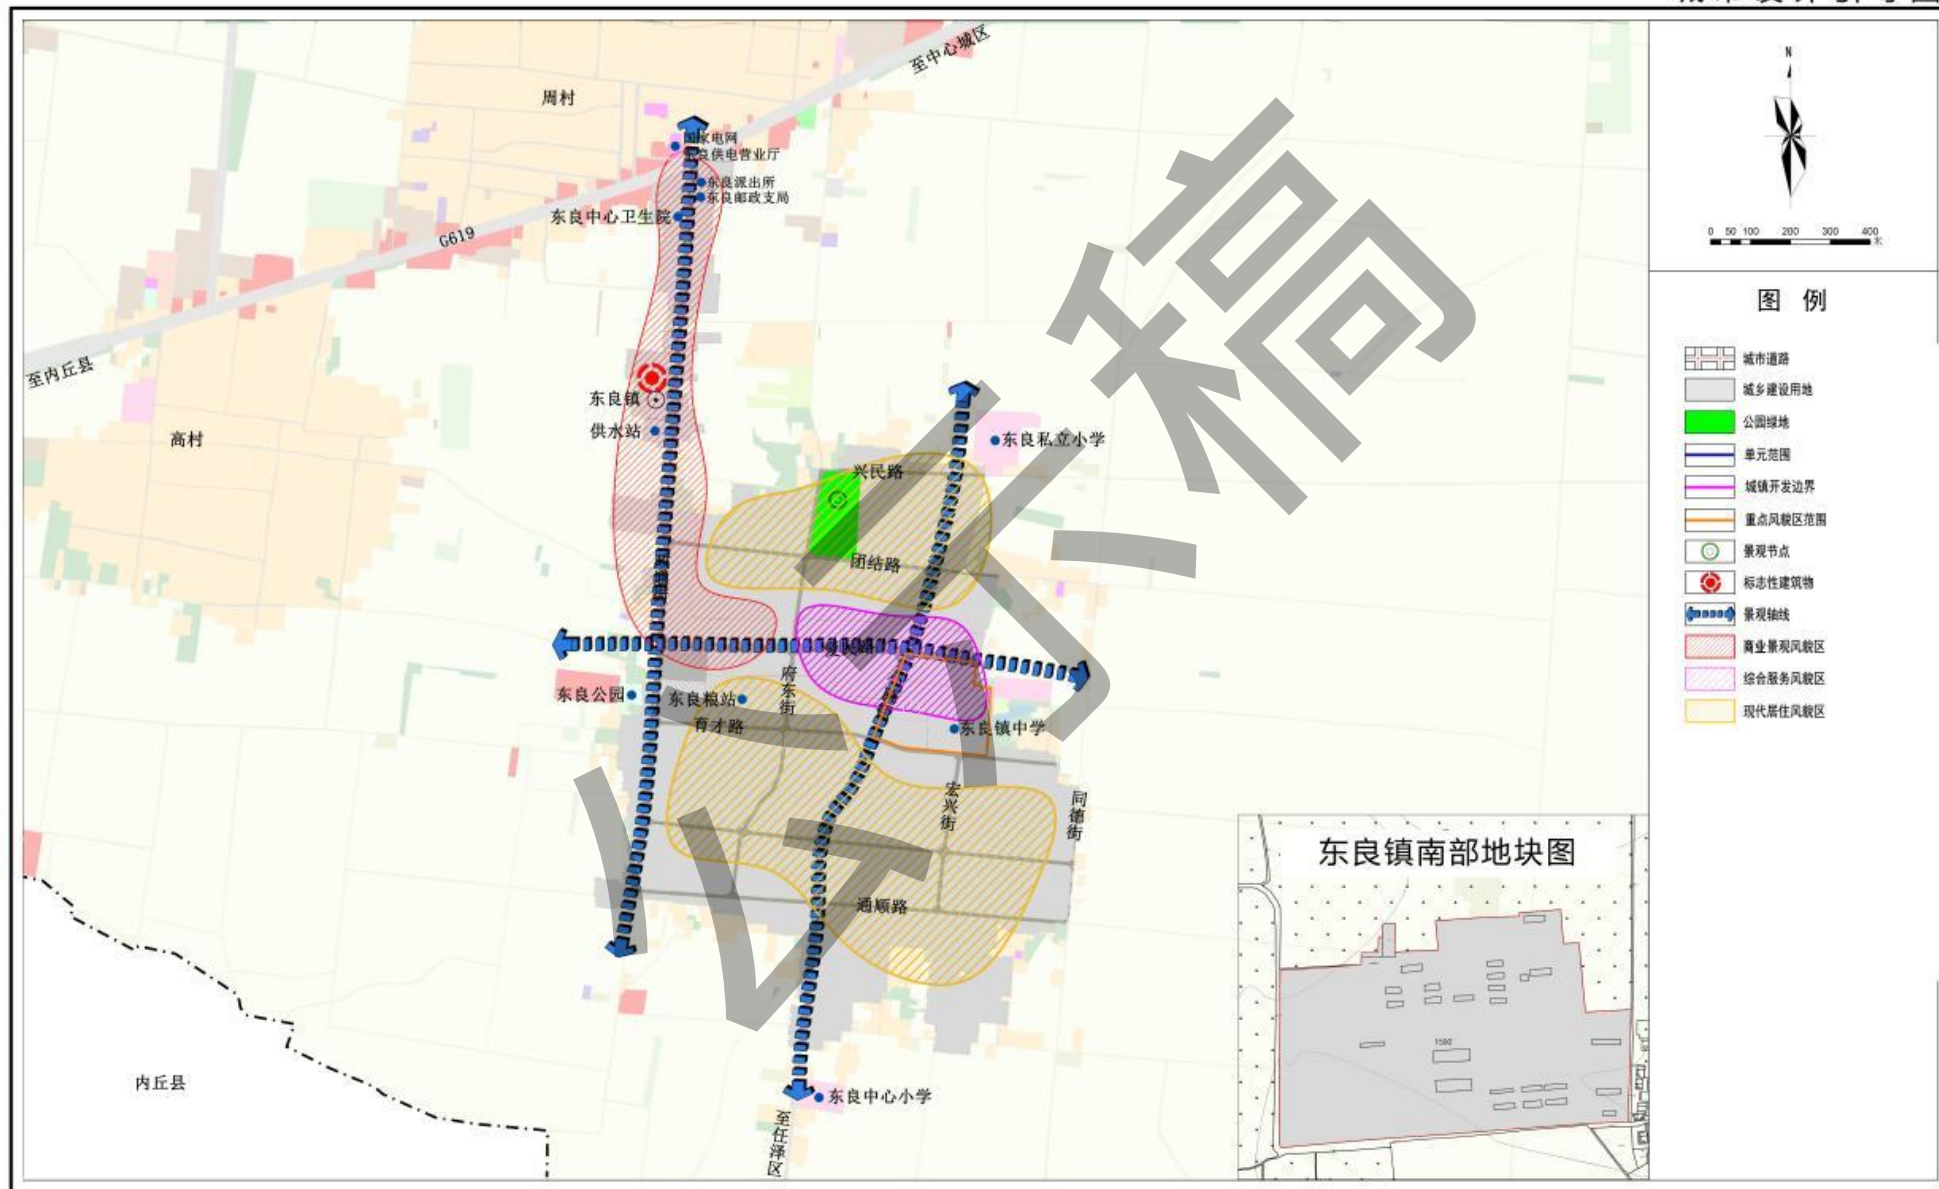 至中心城区
周村
国家电网
东良供电营业厅
东良派出所
东良邮政支局
东良中心卫生院
G619
至内丘县
高村
东良镇
供水站
东良私立小学
兴民路
团结路
爱民路
府东街
东良公园
东良粮站
育才路
东良镇中学
宏兴街
同德街
通顺路
内丘县
东良中心小学
至任泽区
公示稿
N
0 50 100 200 300 400
米
图 例
城市道路
城乡建设用地
公园绿地
单元范围
城镇开发边界
重点风貌区范围
景观节点
标志性建筑物
景观轴线
商业景观风貌区
综合服务风貌区
现代居住风貌区
东良镇南部地块图
1590